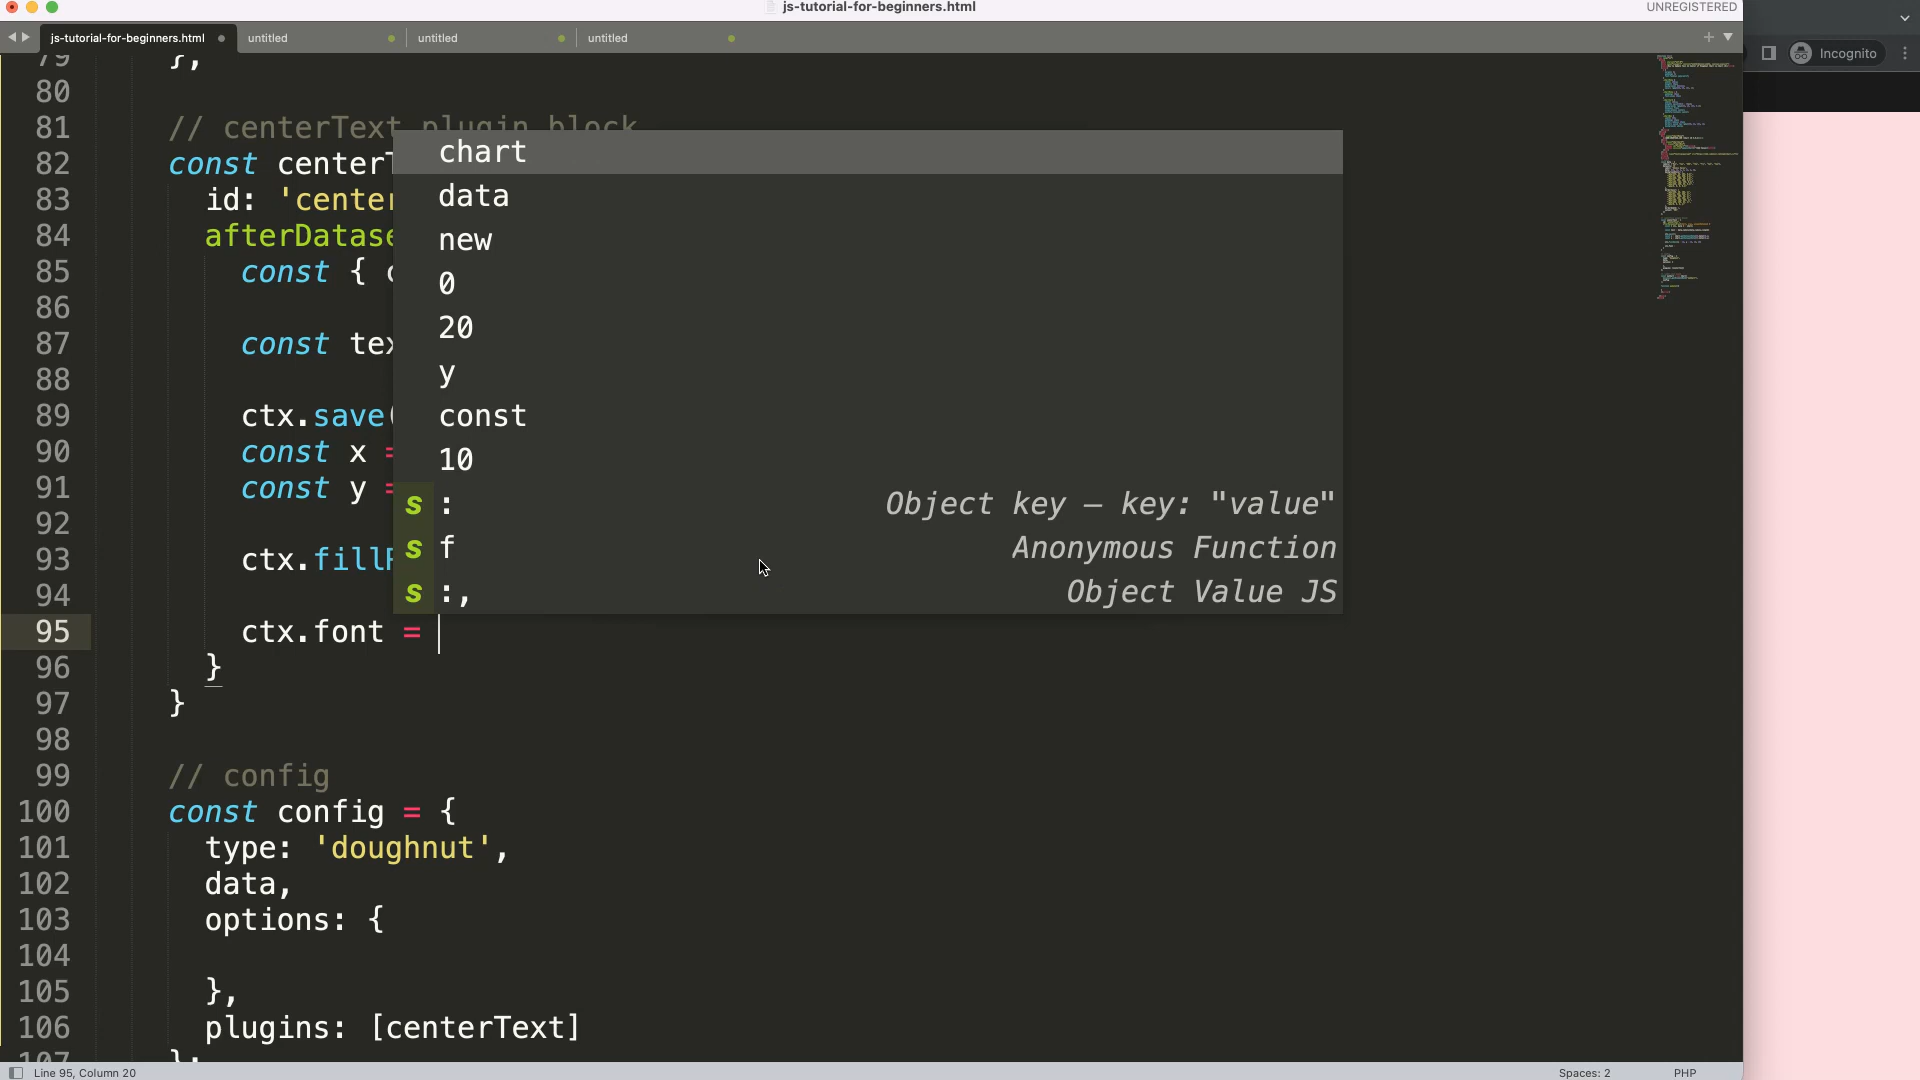 js-tutorial-for-beginners.html
UNREGISTERED
js-tutorial-for-beginners.html
untitled
untitled
untitled
Incognito
79 },
80
81 // centerText plugin block
82 const centerT
83 id: 'center
84 afterDatase
85 const {
86
87 const tex
88
89 ctx.save(
90 const x =
91 const y =
92
93 ctx.fill
94
95 ctx.font =
96 }
97 }
98
99 // config
100 const config = {
101 type: 'doughnut',
102 data,
103 options: {
104
105 },
106 plugins: [centerText]
107 };
chart
data
new
0
20
y
const
10
s : Object key — key: "value"
s f Anonymous Function
s :, Object Value JS
Line 95, Column 20
Spaces: 2
PHP